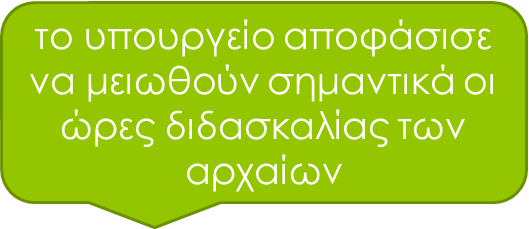 το υπουργείο αποφάσισε
να μειωθούν σημαντικά οι
ώρες διδασκαλίας των
αρχαίων